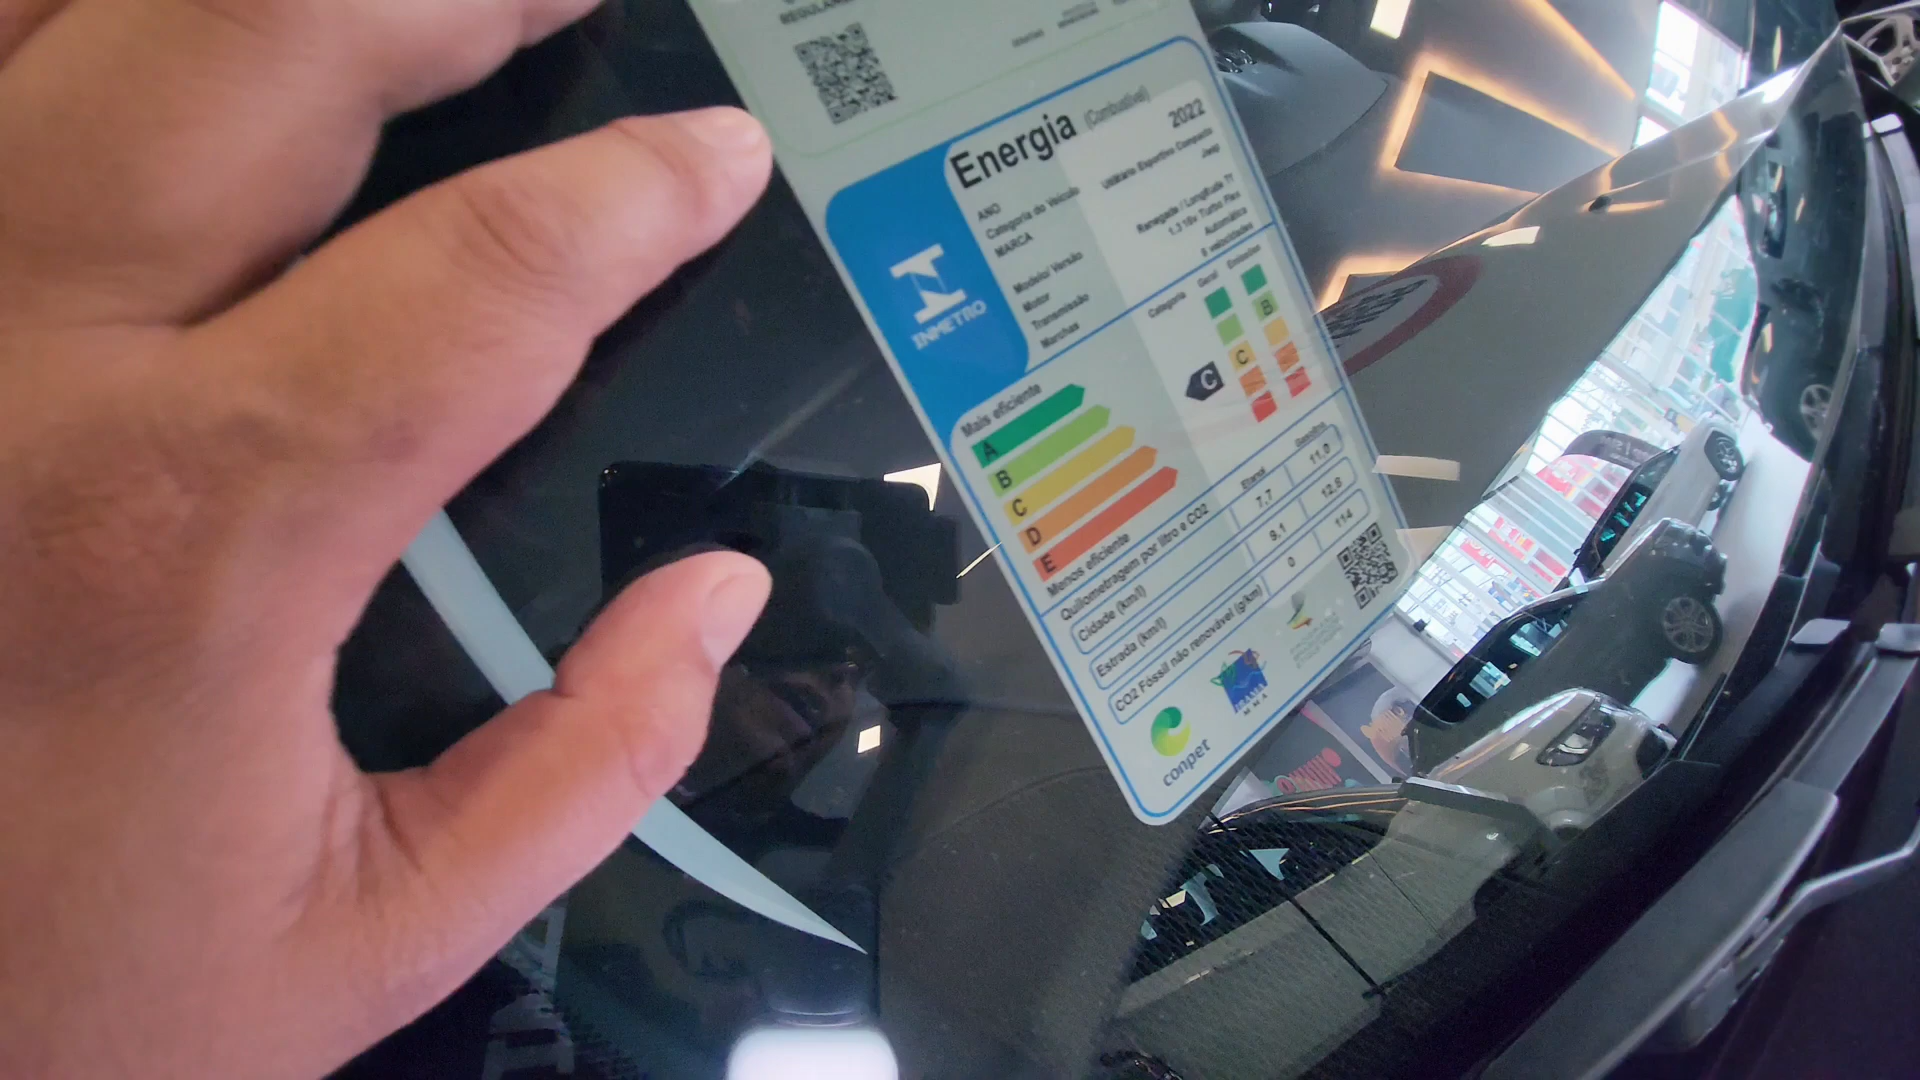 Energia (Combustível)
ANO 2022
Categoria do Veículo Utilitário Esportivo Compacto
MARCA Jeep
Modelo/ Versão Renegade / Longitude T1
Motor 1.3 16v Turbo Flex
Transmissão Automática
Marchas 6 velocidades
INMETRO
Categoria Geral Emissões
B
C
C
Mais eficiente
A
B
C
D
E
Menos eficiente
Etanol Gasolina
Quilometragem por litro e CO2
Cidade (km/l) 7,7 11,0
Estrada (km/l) 9,1 12,8
CO2 Fóssil não renovável (g/km) 0 114
conpet
IBAMA
MMA